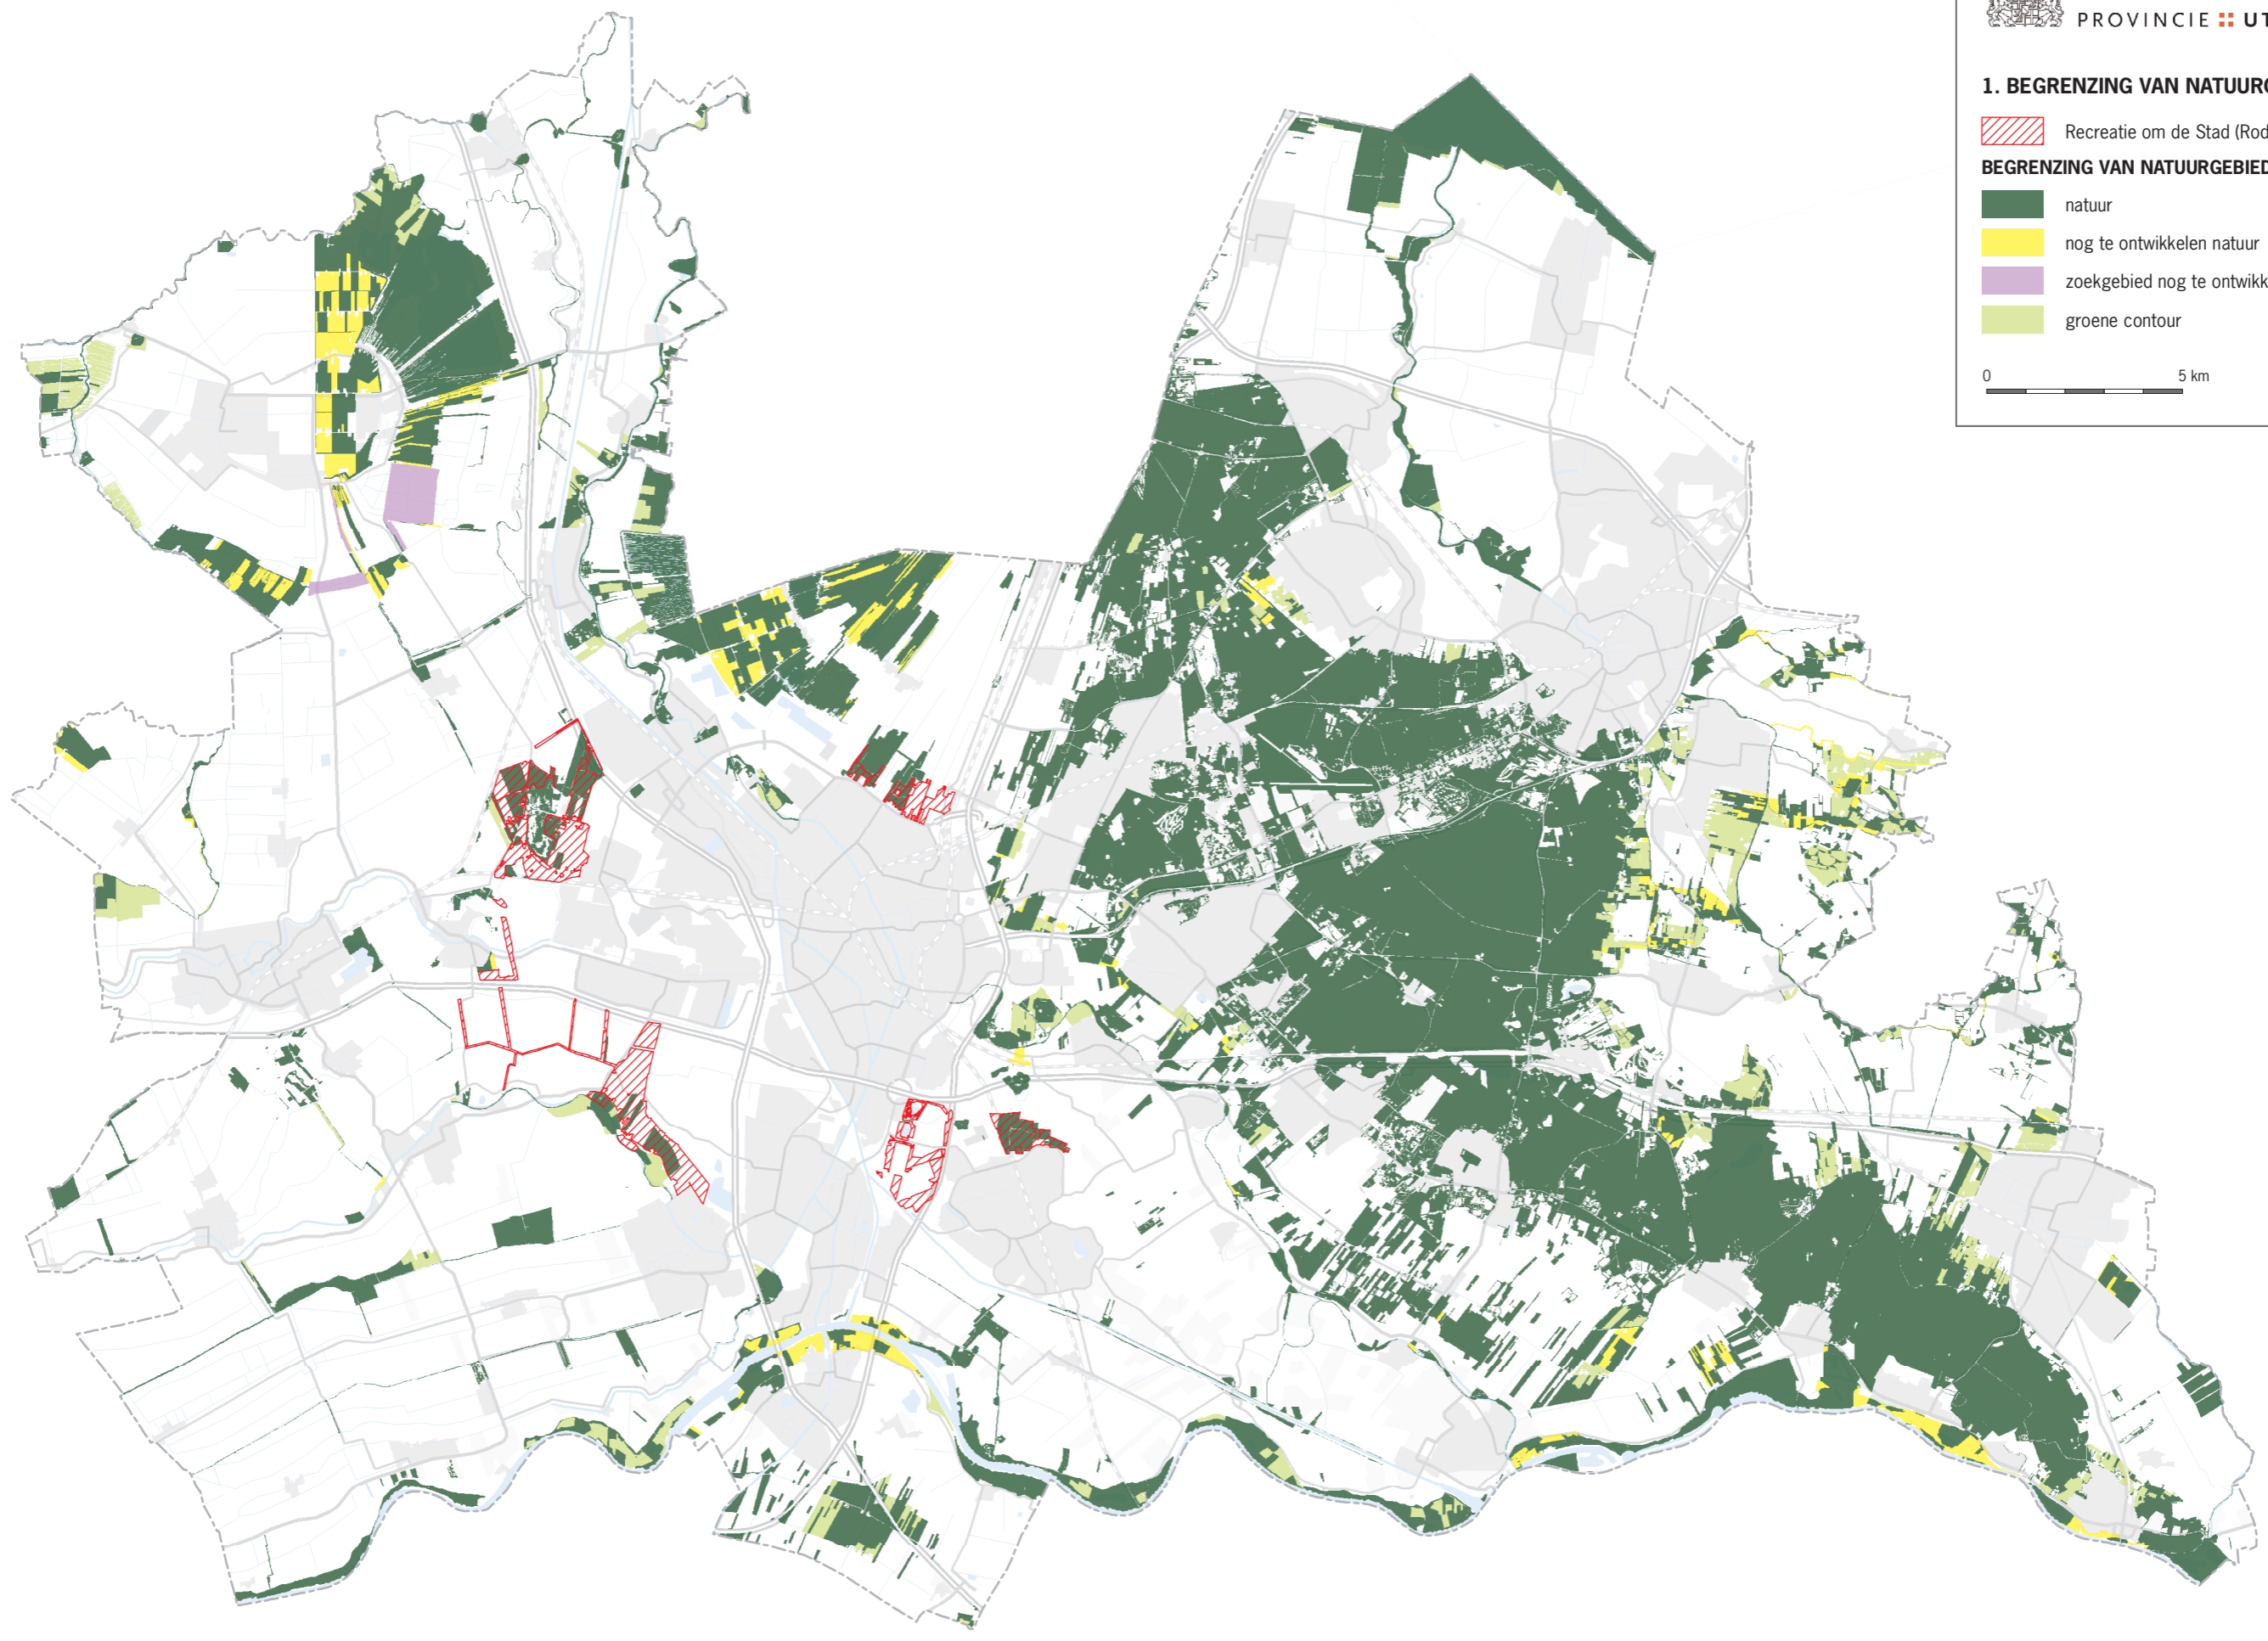 PROVINCIE :: UT
1. BEGRENZING VAN NATUURG
Recreatie om de Stad (Rod
BEGRENZING VAN NATUURGEBIED
natuur
nog te ontwikkelen natuur
zoekgebied nog te ontwikk
groene contour
0 5 km